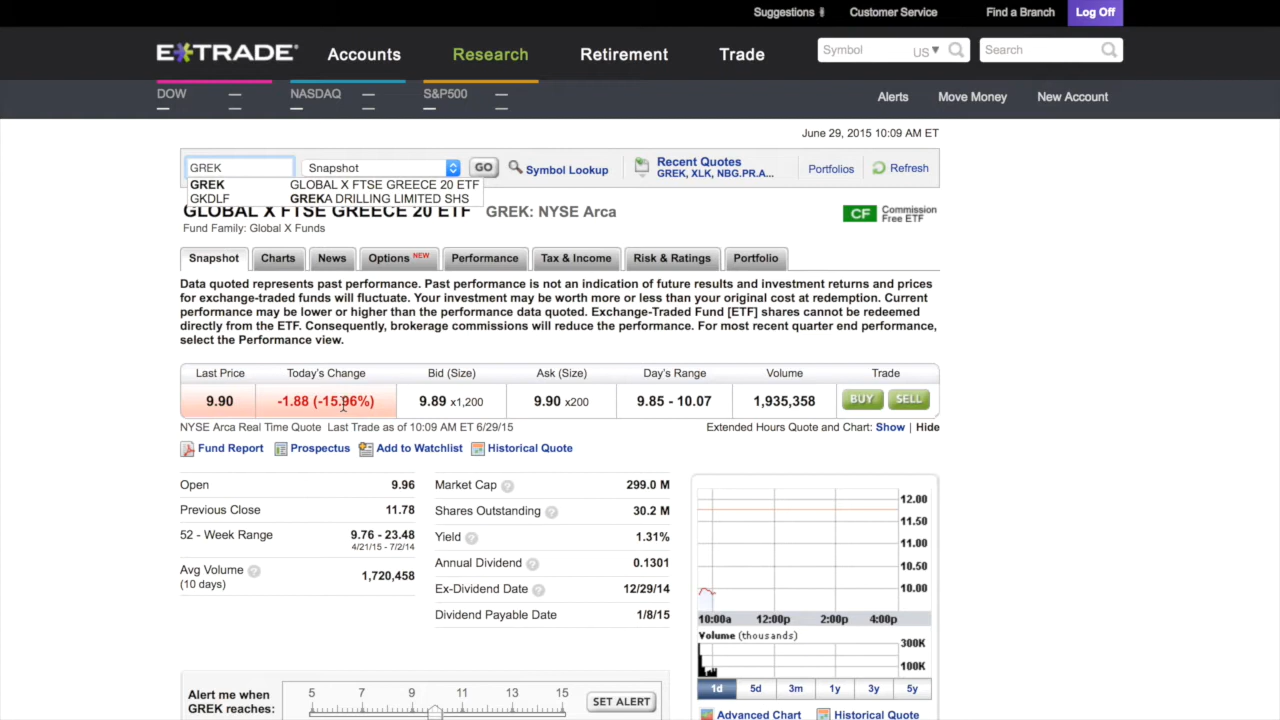 Suggestions Customer Service Find a Branch Log Off
E*TRADE® Accounts Research Retirement Trade Symbol US▼ Search
DOW — NASDAQ — S&P500 —
— — — — — —
Alerts Move Money New Account
June 29, 2015 10:09 AM ET
GREK Snapshot GO Symbol Lookup Recent Quotes Portfolios Refresh
GREK, XLK, NBG.PR.A...
GREK GLOBAL X FTSE GREECE 20 ETF
GKDLF GREKA DRILLING LIMITED SHS
GLOBAL X FTSE GREECE 20 ETF GREK: NYSE Arca CF Commission
Free ETF
Fund Family: Global X Funds
Snapshot Charts News Options NEW Performance Tax & Income Risk & Ratings Portfolio
Data quoted represents past performance. Past performance is not an indication of future results and investment returns and prices
for exchange-traded funds will fluctuate. Your investment may be worth more or less than your original cost at redemption. Current
performance may be lower or higher than the performance data quoted. Exchange-Traded Fund [ETF] shares cannot be redeemed
directly from the ETF. Consequently, brokerage commissions will reduce the performance. For most recent quarter end performance,
select the Performance view.
Last Price Today's Change Bid (Size) Ask (Size) Day's Range Volume Trade
9.90 -1.88 (-15.96%) 9.89 x1,200 9.90 x200 9.85 - 10.07 1,935,358 BUY SELL
NYSE Arca Real Time Quote Last Trade as of 10:09 AM ET 6/29/15 Extended Hours Quote and Chart: Show | Hide
Fund Report Prospectus Add to Watchlist Historical Quote
Open 9.96
Previous Close 11.78
52 - Week Range 9.76 - 23.48
4/21/15 - 7/2/14
Avg Volume ? 1,720,458
(10 days)
Market Cap ? 299.0 M
Shares Outstanding ? 30.2 M
Yield ? 1.31%
Annual Dividend ? 0.1301
Ex-Dividend Date ? 12/29/14
Dividend Payable Date 1/8/15
12.00
11.50
11.00
10.50
10.00
10:00a 12:00p 2:00p 4:00p
Volume (thousands)
300K
100K
1d 5d 3m 1y 3y 5y
Advanced Chart Historical Quote
Alert me when
GREK reaches:
5 7 9 11 13 15 SET ALERT